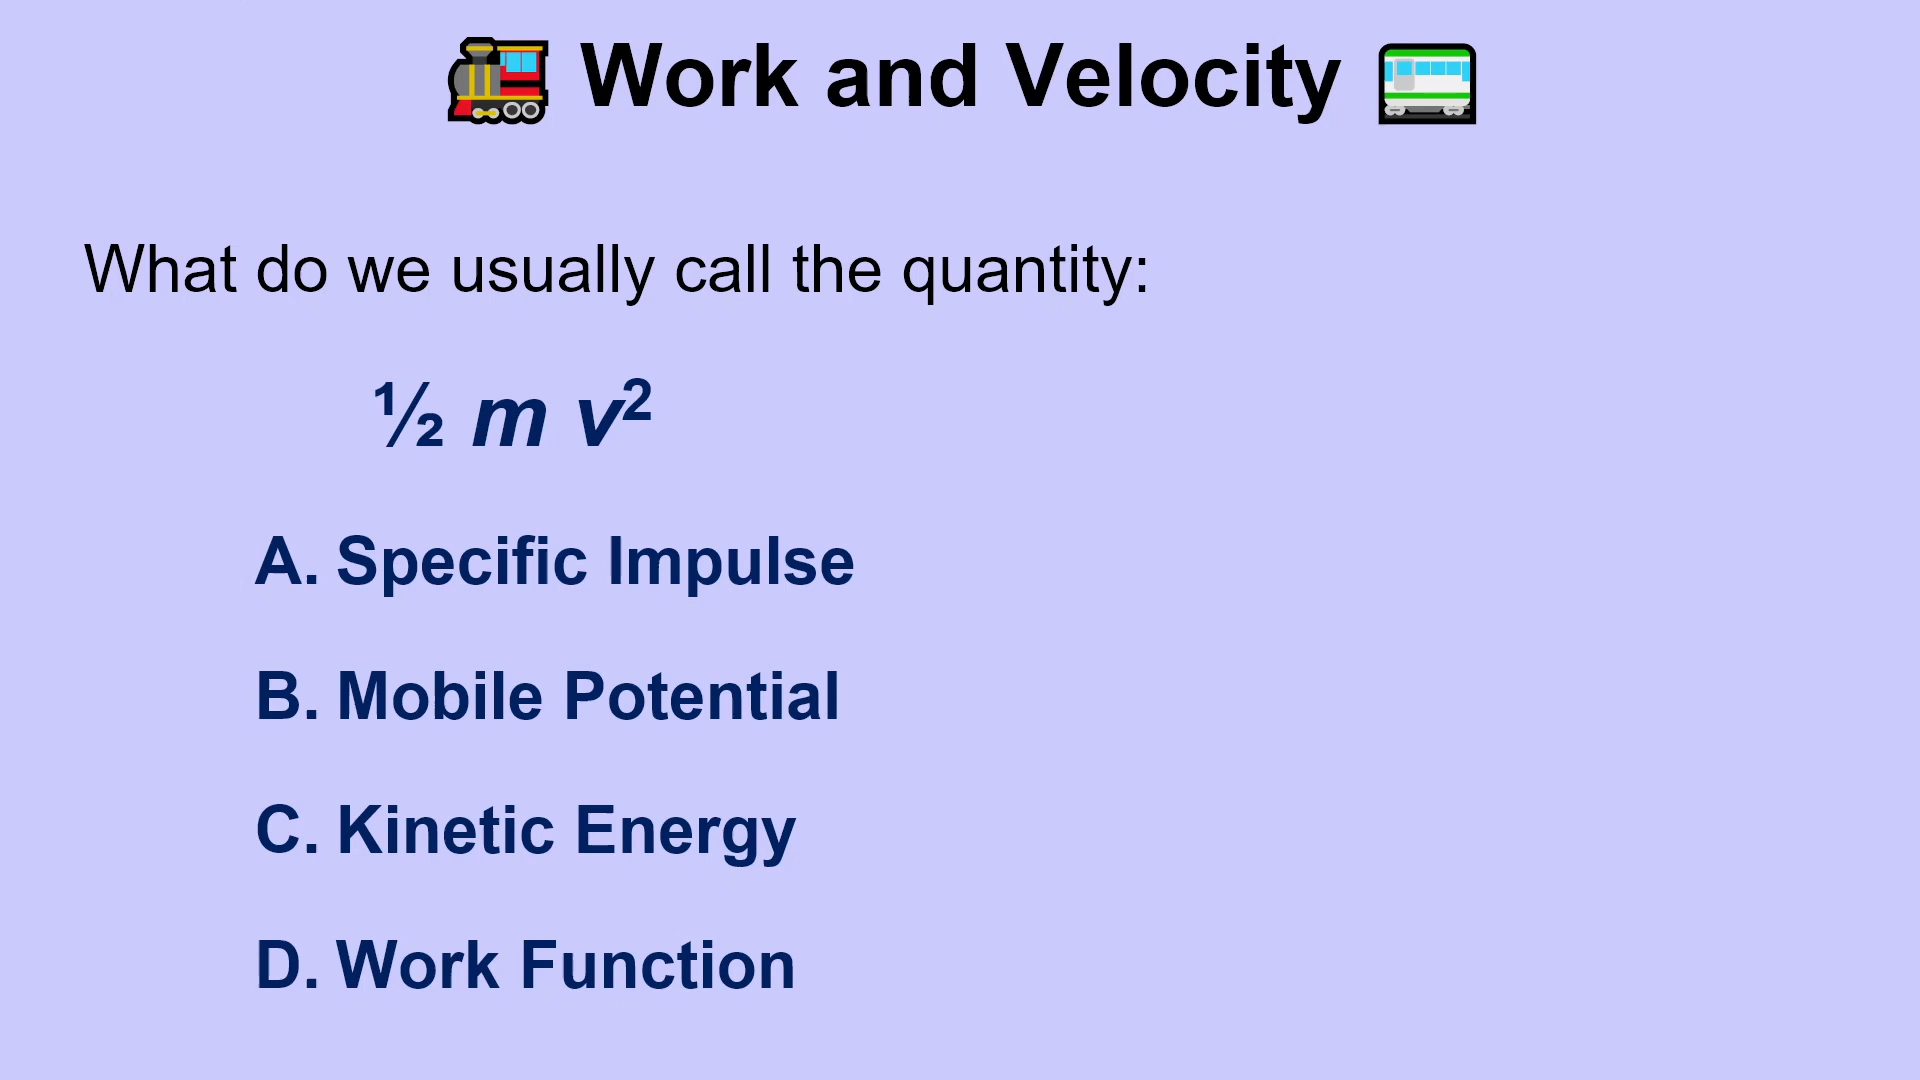 Work and Velocity
What do we usually call the quantity:
½ m v²
A. Specific Impulse
B. Mobile Potential
C. Kinetic Energy
D. Work Function